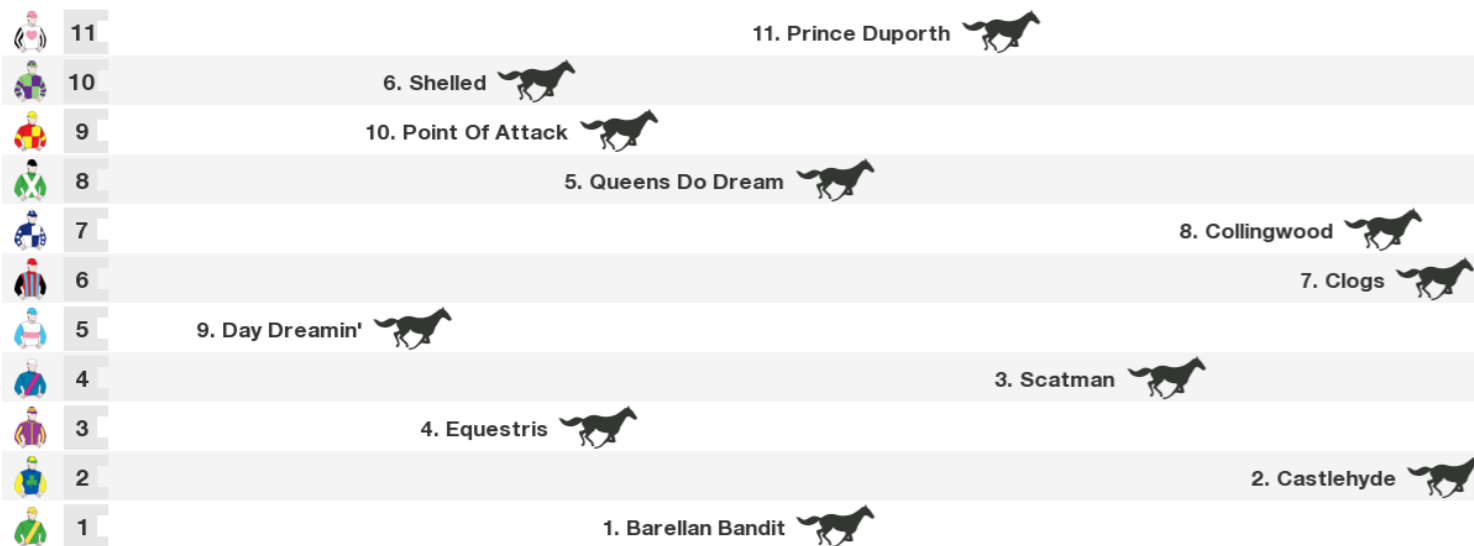 11 11. Prince Duporth
10 6. Shelled
9 10. Point Of Attack
8 5. Queens Do Dream
7 8. Collingwood
6 7. Clogs
5 9. Day Dreamin'
4 3. Scatman
3 4. Equestris
2 2. Castlehyde
1 1. Barellan Bandit